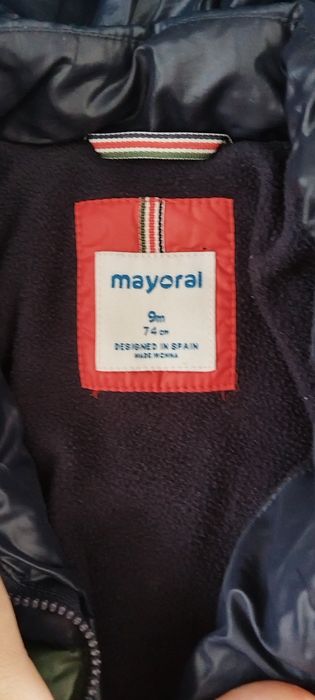 mayoral
9m
74 cm
DESIGNED IN SPAIN
MADE IN CHINA